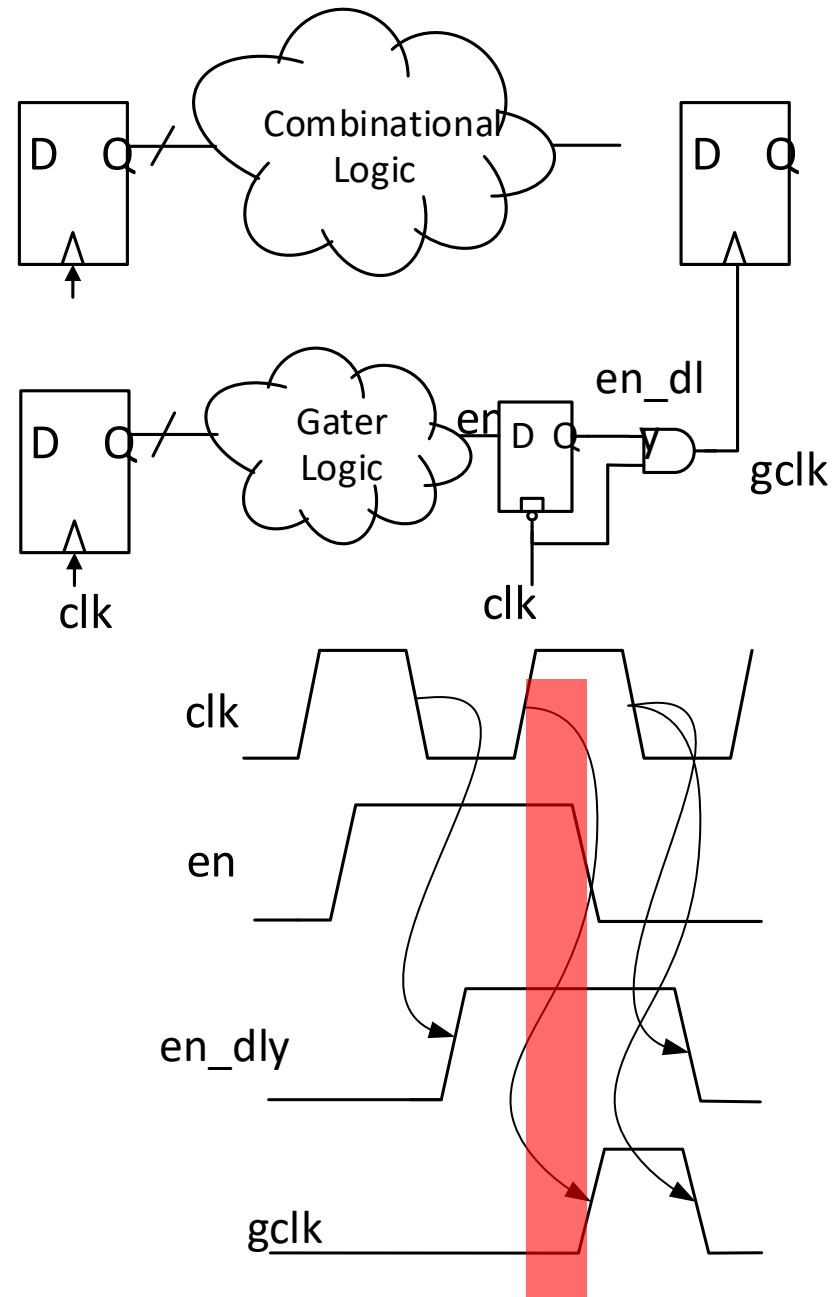 D Q
Combinational
Logic
D Q
D Q
Gater
Logic
en
D Q
en_dl
y
gclk
clk
clk
clk
en
en_dly
gclk